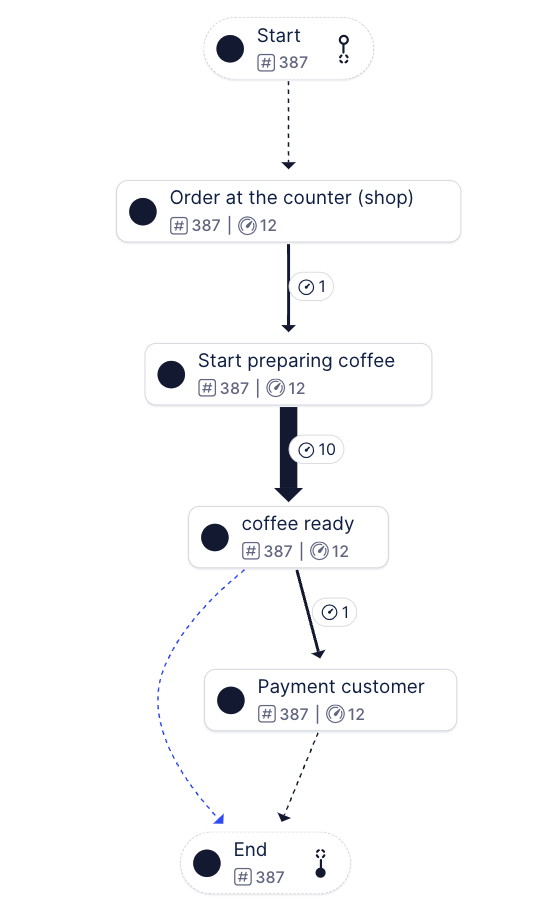 Start
# 387
Order at the counter (shop)
# 387 | 12
1
Start preparing coffee
# 387 | 12
10
coffee ready
# 387 | 12
1
Payment customer
# 387 | 12
End
# 387